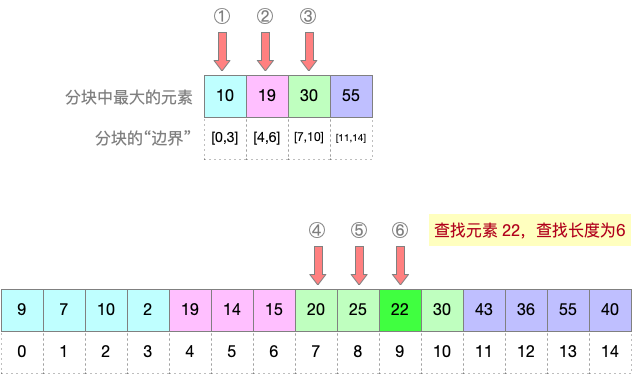 ① ② ③
分块中最大的元素 10 19 30 55
分块的“边界” [0,3] [4,6] [7,10] [11,14]
④ ⑤ ⑥ 查找元素 22，查找长度为6
9 7 10 2 19 14 15 20 25 22 30 43 36 55 40
0 1 2 3 4 5 6 7 8 9 10 11 12 13 14